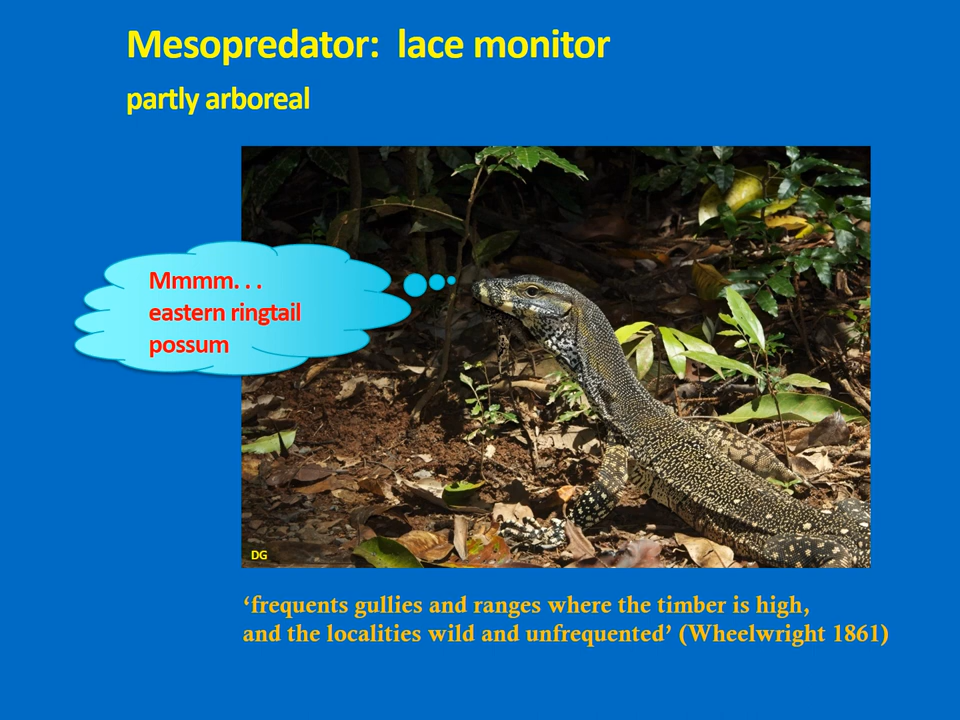 Mesopredator:  lace monitor
partly arboreal
Mmmm. . .
eastern ringtail
possum
DG
‘frequents gullies and ranges where the timber is high,
and the localities wild and unfrequented’ (Wheelwright 1861)